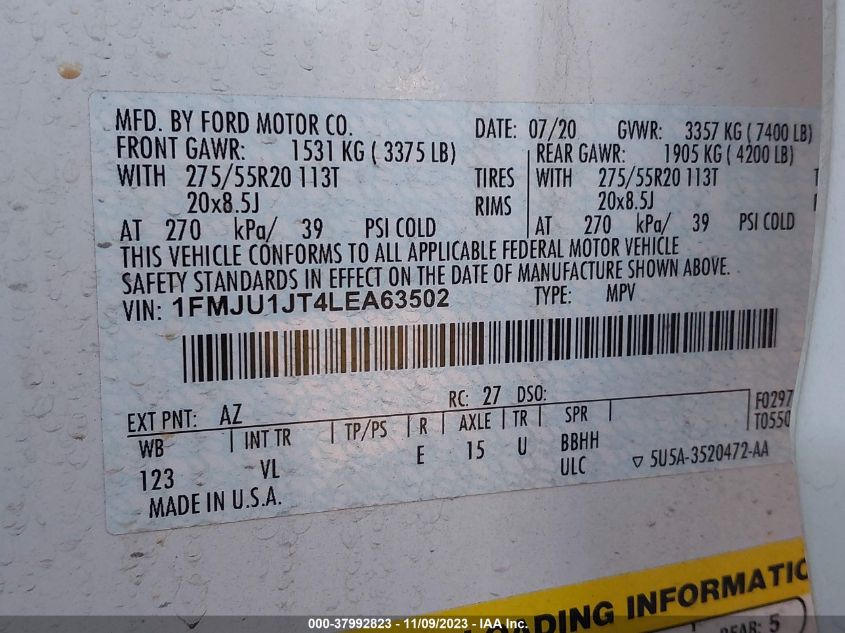 MFD. BY FORD MOTOR CO. DATE: 07/20 GVWR: 3357 KG ( 7400 LB)
FRONT GAWR: 1531 KG ( 3375 LB) REAR GAWR: 1905 KG ( 4200 LB)
WITH 275/55R20 113T TIRES WITH 275/55R20 113T
20x8.5J RIMS 20x8.5J
AT 270 kPa/ 39 PSI COLD AT 270 kPa/ 39 PSI COLD
THIS VEHICLE CONFORMS TO ALL APPLICABLE FEDERAL MOTOR VEHICLE
SAFETY STANDARDS IN EFFECT ON THE DATE OF MANUFACTURE SHOWN ABOVE.
VIN: 1FMJU1JT4LEA63502 TYPE: MPV
EXT PNT: AZ RC: 27 DSO: F0297
WB INT TR TP/PS R AXLE TR SPR T0550
123 VL E 15 U BBHH
ULC ▽ 5U5A-3520472-AA
MADE IN U.S.A.
LOADING INFORMATIO
REAR: 5
000-37992823 - 11/09/2023 - IAA Inc.